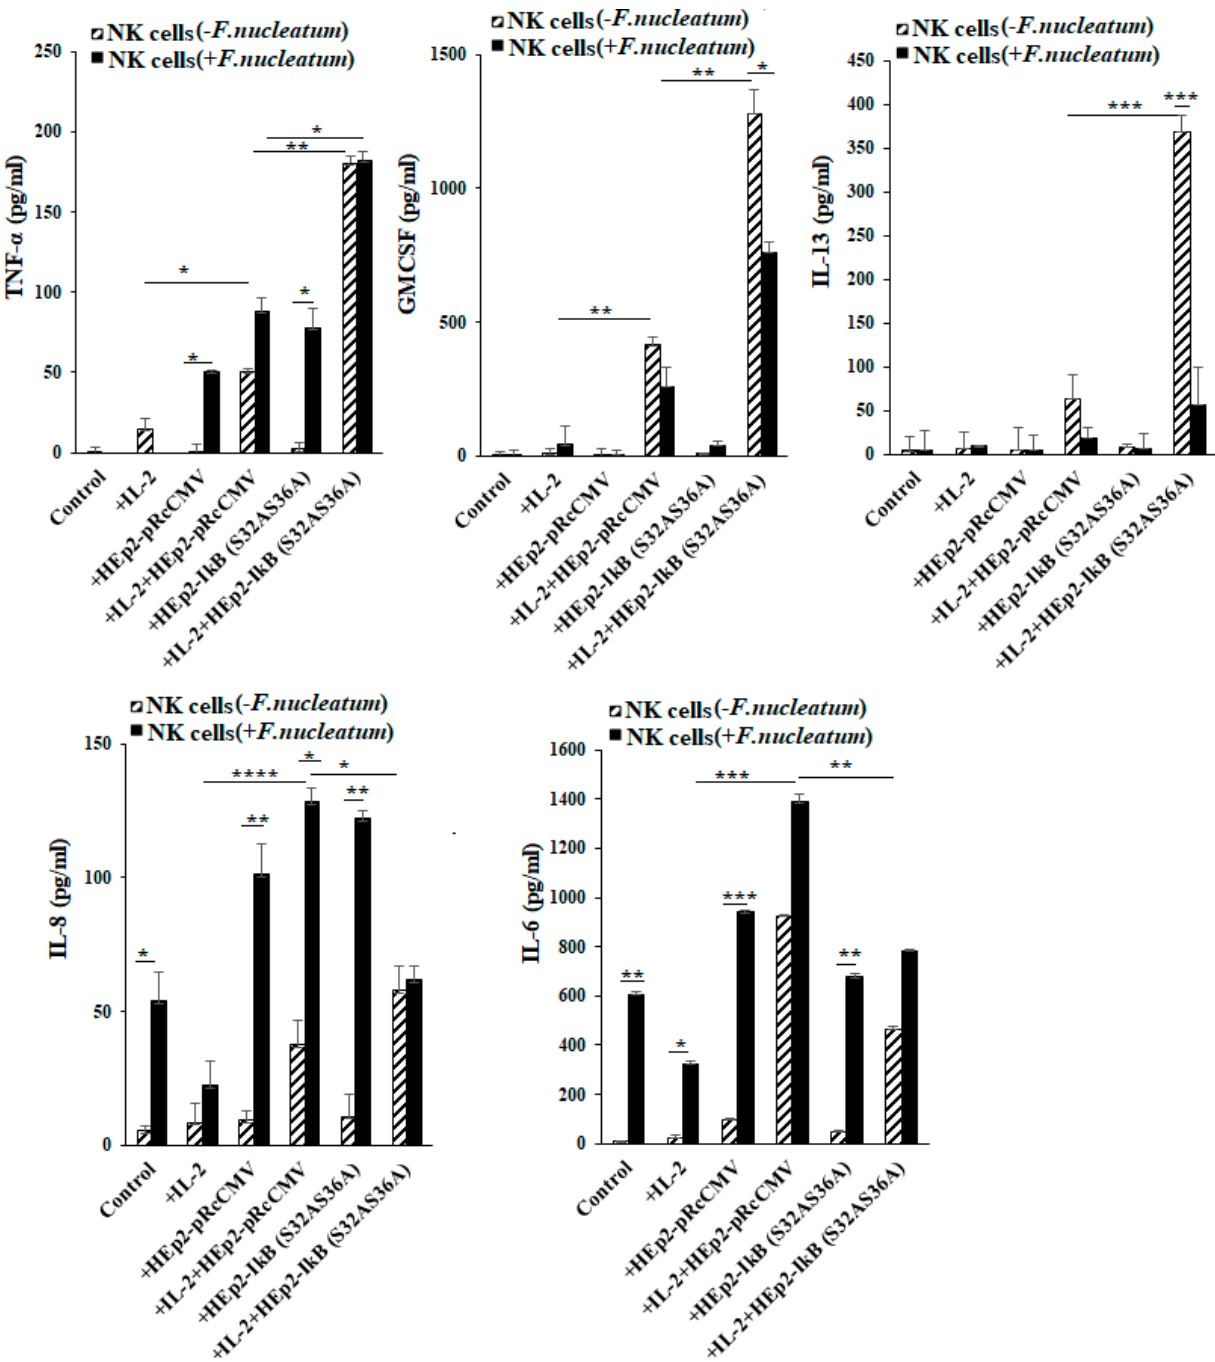 NK cells(-F.nucleatum)
NK cells(+F.nucleatum)
TNF-α (pg/ml)
250
200
150
100
50
0
*
**
*
*
*
Control
+IL-2
+HEp2-pRcCMV
+IL-2+HEp2-pRcCMV
+HEp2-IkB (S32AS36A)
+IL-2+HEp2-IkB (S32AS36A)
NK cells(-F.nucleatum)
NK cells(+F.nucleatum)
GMCSF (pg/ml)
1500
1000
500
0
**
*
**
Control
+IL-2
+HEp2-pRcCMV
+IL-2+HEp2-pRcCMV
+HEp2-IkB (S32AS36A)
+IL-2+HEp2-IkB (S32AS36A)
NK cells(-F.nucleatum)
NK cells(+F.nucleatum)
IL-13 (pg/ml)
450
400
350
300
250
200
150
100
50
0
***
***
Control
+IL-2
+HEp2-pRcCMV
+IL-2+HEp2-pRcCMV
+HEp2-IkB (S32AS36A)
+IL-2+HEp2-IkB (S32AS36A)
NK cells(-F.nucleatum)
NK cells(+F.nucleatum)
IL-8 (pg/ml)
150
100
50
0
*
****
*
**
**
*
Control
+IL-2
+HEp2-pRcCMV
+IL-2+HEp2-pRcCMV
+HEp2-IkB (S32AS36A)
+IL-2+HEp2-IkB (S32AS36A)
NK cells(-F.nucleatum)
NK cells(+F.nucleatum)
IL-6 (pg/ml)
1600
1400
1200
1000
800
600
400
200
0
***
**
***
**
**
*
Control
+IL-2
+HEp2-pRcCMV
+IL-2+HEp2-pRcCMV
+HEp2-IkB (S32AS36A)
+IL-2+HEp2-IkB (S32AS36A)